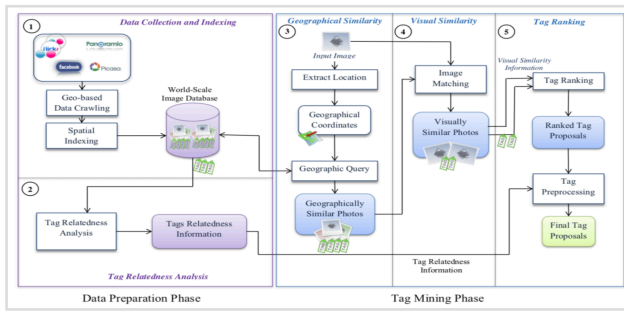 1
Data Collection and Indexing
flickr
Panoramio
facebook
Picasa
Geo-based
Data Crawling
Spatial
Indexing
World-Scale
Image Database
2
Tag Relatedness
Analysis
Tags Relatedness
Information
Tag Relatedness Analysis
Data Preparation Phase
Geographical Similarity
3
Input Image
Extract Location
Geographical
Coordinates
Geographic Query
Geographically
Similar Photos
Visual Similarity
4
Image
Matching
Visually
Similar Photos
Tag Ranking
5
Visual Similarity
Information
Tag Ranking
Ranked Tag
Proposals
Tag
Preprocessing
Final Tag
Proposals
Tag Relatedness
Information
Tag Mining Phase